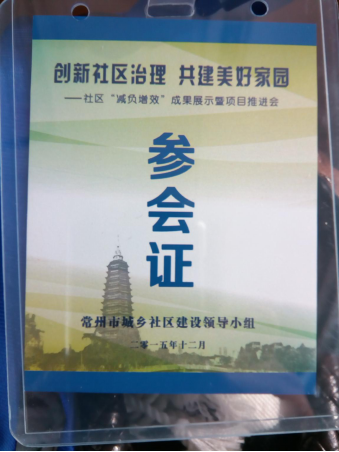 创新社区治理 共建美好家园
——社区“减负增效”成果展示暨项目推进会
参会证
常州市城乡社区建设领导小组
二零一五年十二月